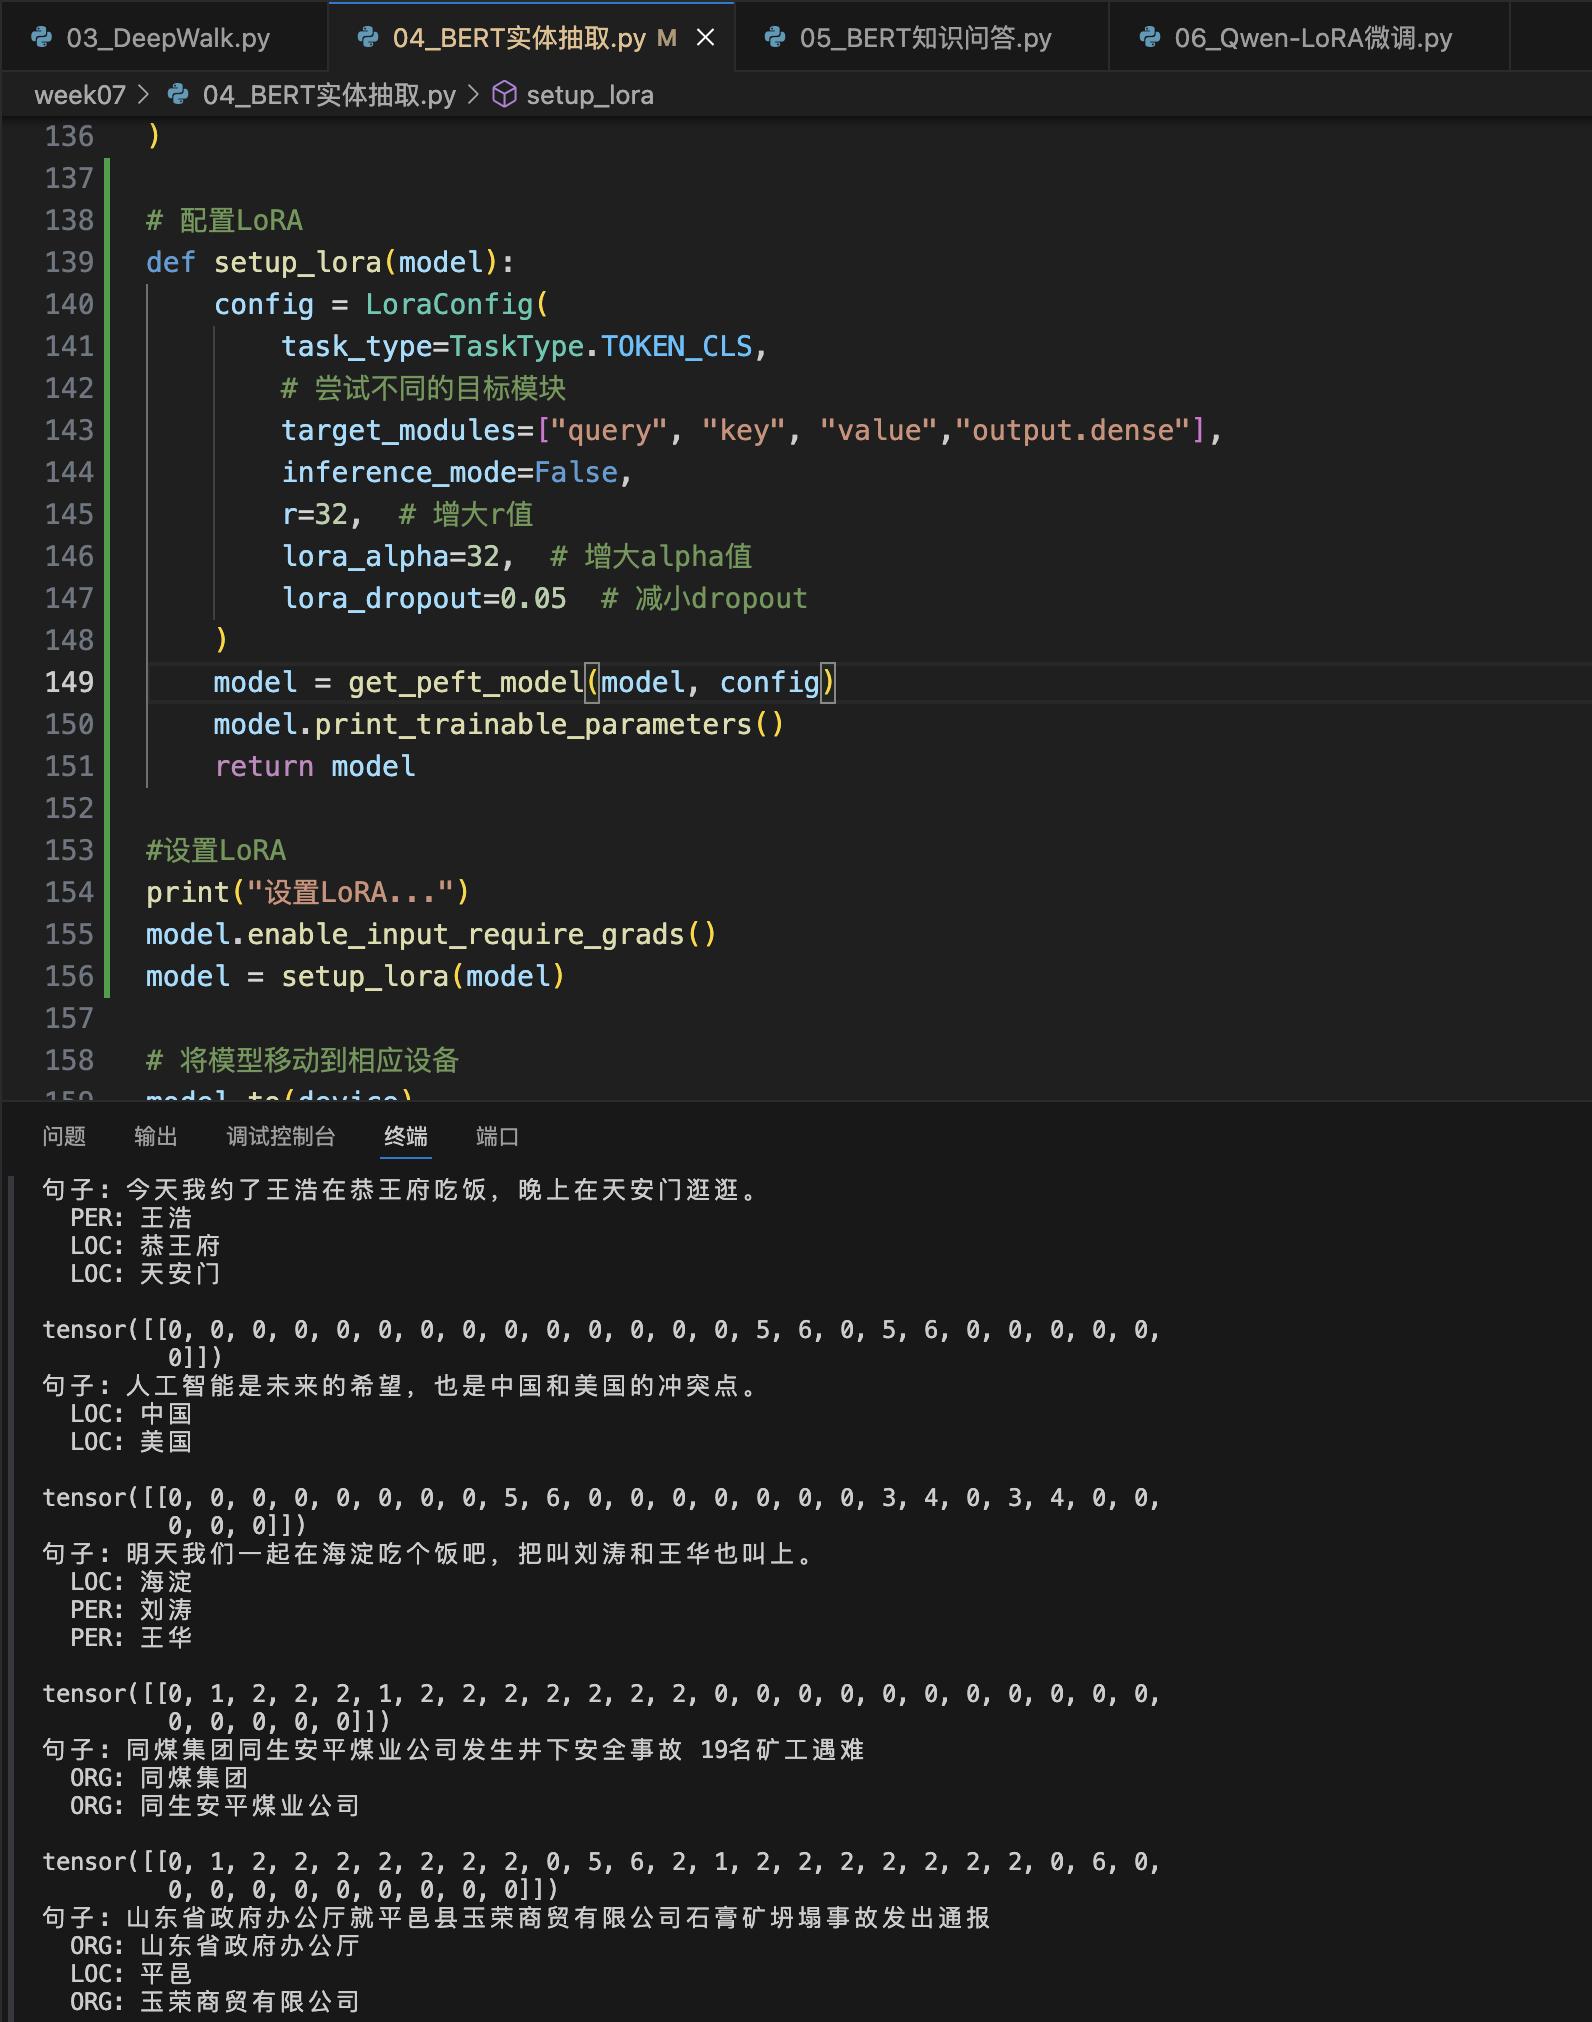 03_DeepWalk.py
04_BERT实体抽取.py M
05_BERT知识问答.py
06_Qwen-LoRA微调.py
week07 > 04_BERT实体抽取.py > setup_lora
136 )
137
138 # 配置LoRA
139 def setup_lora(model):
140     config = LoraConfig(
141         task_type=TaskType.TOKEN_CLS,
142         # 尝试不同的目标模块
143         target_modules=["query", "key", "value","output.dense"],
144         inference_mode=False,
145         r=32,  # 增大r值
146         lora_alpha=32,  # 增大alpha值
147         lora_dropout=0.05  # 减小dropout
148     )
149     model = get_peft_model(model, config)
150     model.print_trainable_parameters()
151     return model
152
153 #设置LoRA
154 print("设置LoRA...")
155 model.enable_input_require_grads()
156 model = setup_lora(model)
157
158 # 将模型移动到相应设备
159 model.to(device)
问题 输出 调试控制台 终端 端口
句子: 今天我约了王浩在恭王府吃饭，晚上在天安门逛逛。
  PER: 王浩
  LOC: 恭王府
  LOC: 天安门
tensor([[0, 0, 0, 0, 0, 0, 0, 0, 0, 0, 0, 0, 0, 0, 5, 6, 0, 5, 6, 0, 0, 0, 0, 0,
         0]])
句子: 人工智能是未来的希望，也是中国和美国的冲突点。
  LOC: 中国
  LOC: 美国
tensor([[0, 0, 0, 0, 0, 0, 0, 0, 5, 6, 0, 0, 0, 0, 0, 0, 0, 3, 4, 0, 3, 4, 0, 0,
         0, 0, 0]])
句子: 明天我们一起在海淀吃个饭吧，把叫刘涛和王华也叫上。
  LOC: 海淀
  PER: 刘涛
  PER: 王华
tensor([[0, 1, 2, 2, 2, 1, 2, 2, 2, 2, 2, 2, 2, 0, 0, 0, 0, 0, 0, 0, 0, 0, 0, 0,
         0, 0, 0, 0, 0]])
句子: 同煤集团同生安平煤业公司发生井下安全事故 19名矿工遇难
  ORG: 同煤集团
  ORG: 同生安平煤业公司
tensor([[0, 1, 2, 2, 2, 2, 2, 2, 2, 0, 5, 6, 2, 1, 2, 2, 2, 2, 2, 2, 2, 0, 6, 0,
         0, 0, 0, 0, 0, 0, 0, 0, 0]])
句子: 山东省政府办公厅就平邑县玉荣商贸有限公司石膏矿坍塌事故发出通报
  ORG: 山东省政府办公厅
  LOC: 平邑
  ORG: 玉荣商贸有限公司